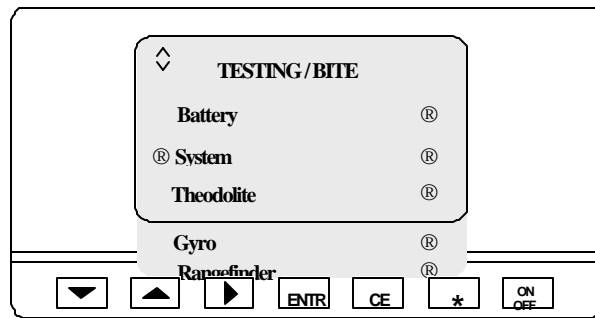 TESTING / BITE
Battery ®
® System ®
Theodolite ®
Gyro ®
Rangefinder ®
ENTR CE * ON OFF